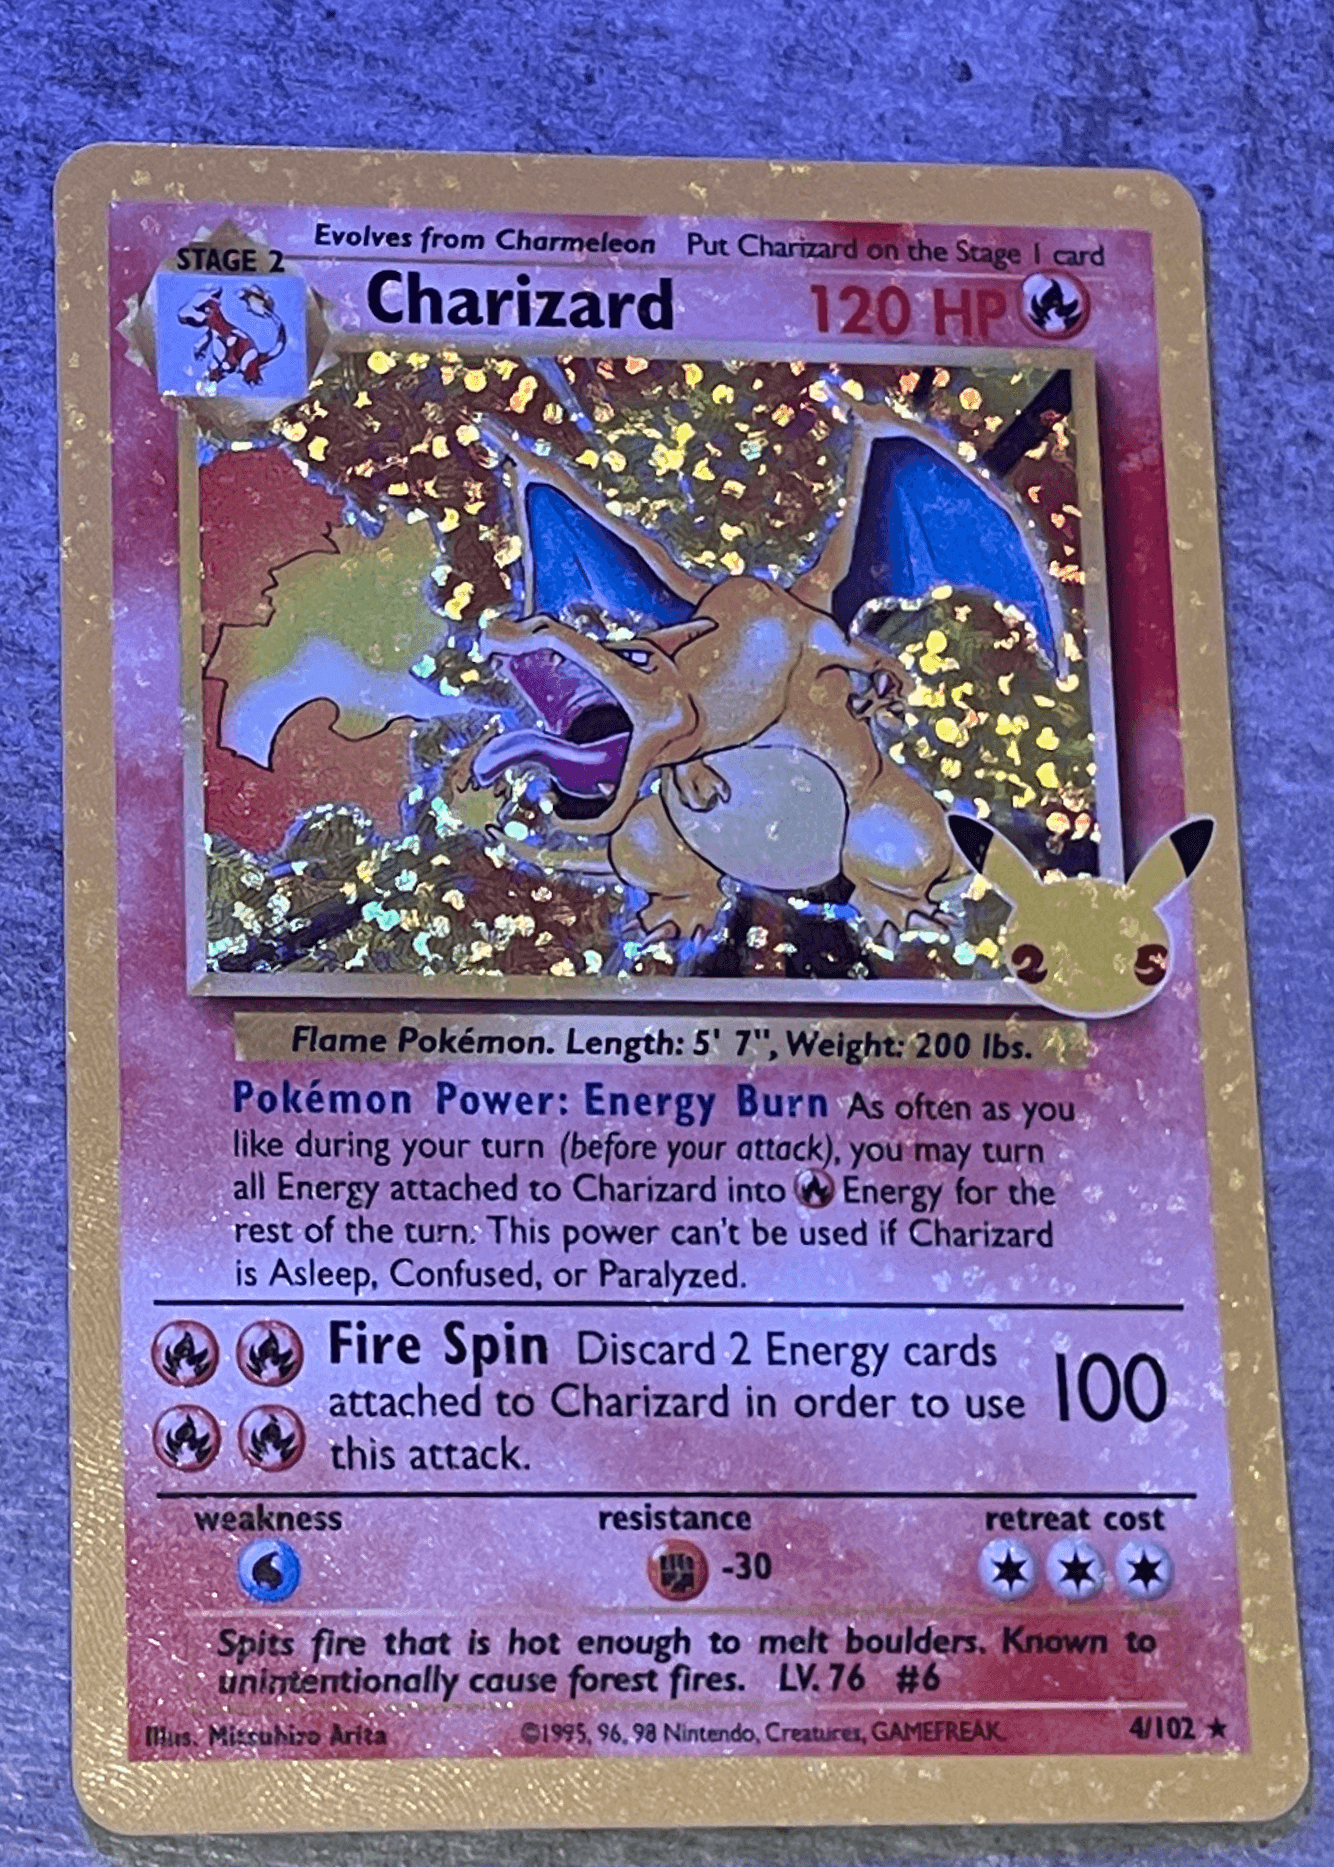 Evolves from Charmeleon Put Charizard on the Stage 1 card
STAGE 2
Charizard 120 HP
2 5
Flame Pokémon. Length: 5' 7", Weight: 200 lbs.
Pokémon Power: Energy Burn As often as you
like during your turn (before your attack), you may turn
all Energy attached to Charizard into Energy for the
rest of the turn. This power can't be used if Charizard
is Asleep, Confused, or Paralyzed.
Fire Spin Discard 2 Energy cards
attached to Charizard in order to use 100
this attack.
weakness resistance retreat cost
-30
Spits fire that is hot enough to melt boulders. Known to
unintentionally cause forest fires. LV. 76 #6
Illus. Mitsuhiro Arita ©1995, 96, 98 Nintendo, Creatures, GAMEFREAK 4/102 ★